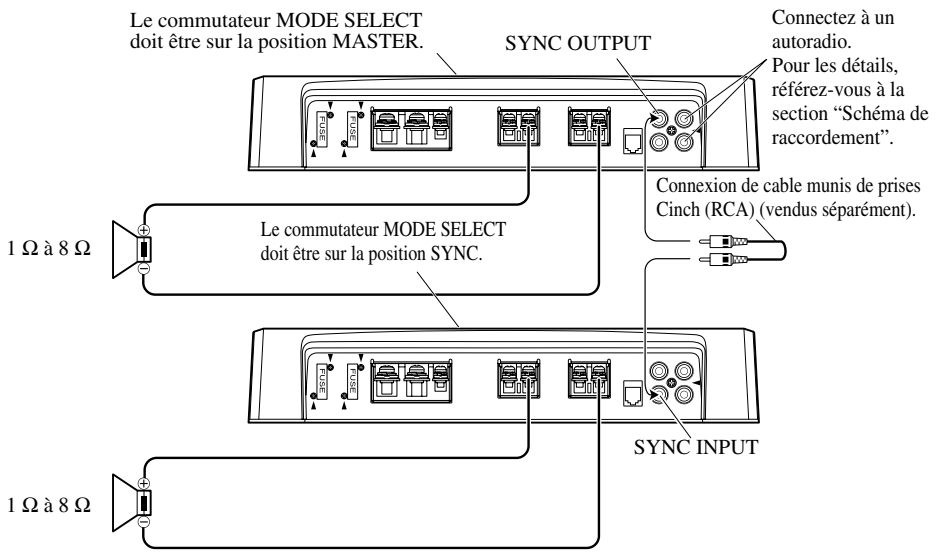 Le commutateur MODE SELECT
doit être sur la position MASTER.
SYNC OUTPUT
Connectez à un
autoradio.
Pour les détails,
référez-vous à la
section “Schéma de
raccordement”.
FUSE
FUSE
Connexion de cable munis de prises
Cinch (RCA) (vendus séparément).
Le commutateur MODE SELECT
doit être sur la position SYNC.
+
1 Ω à 8 Ω
−
FUSE
FUSE
SYNC INPUT
+
1 Ω à 8 Ω
−